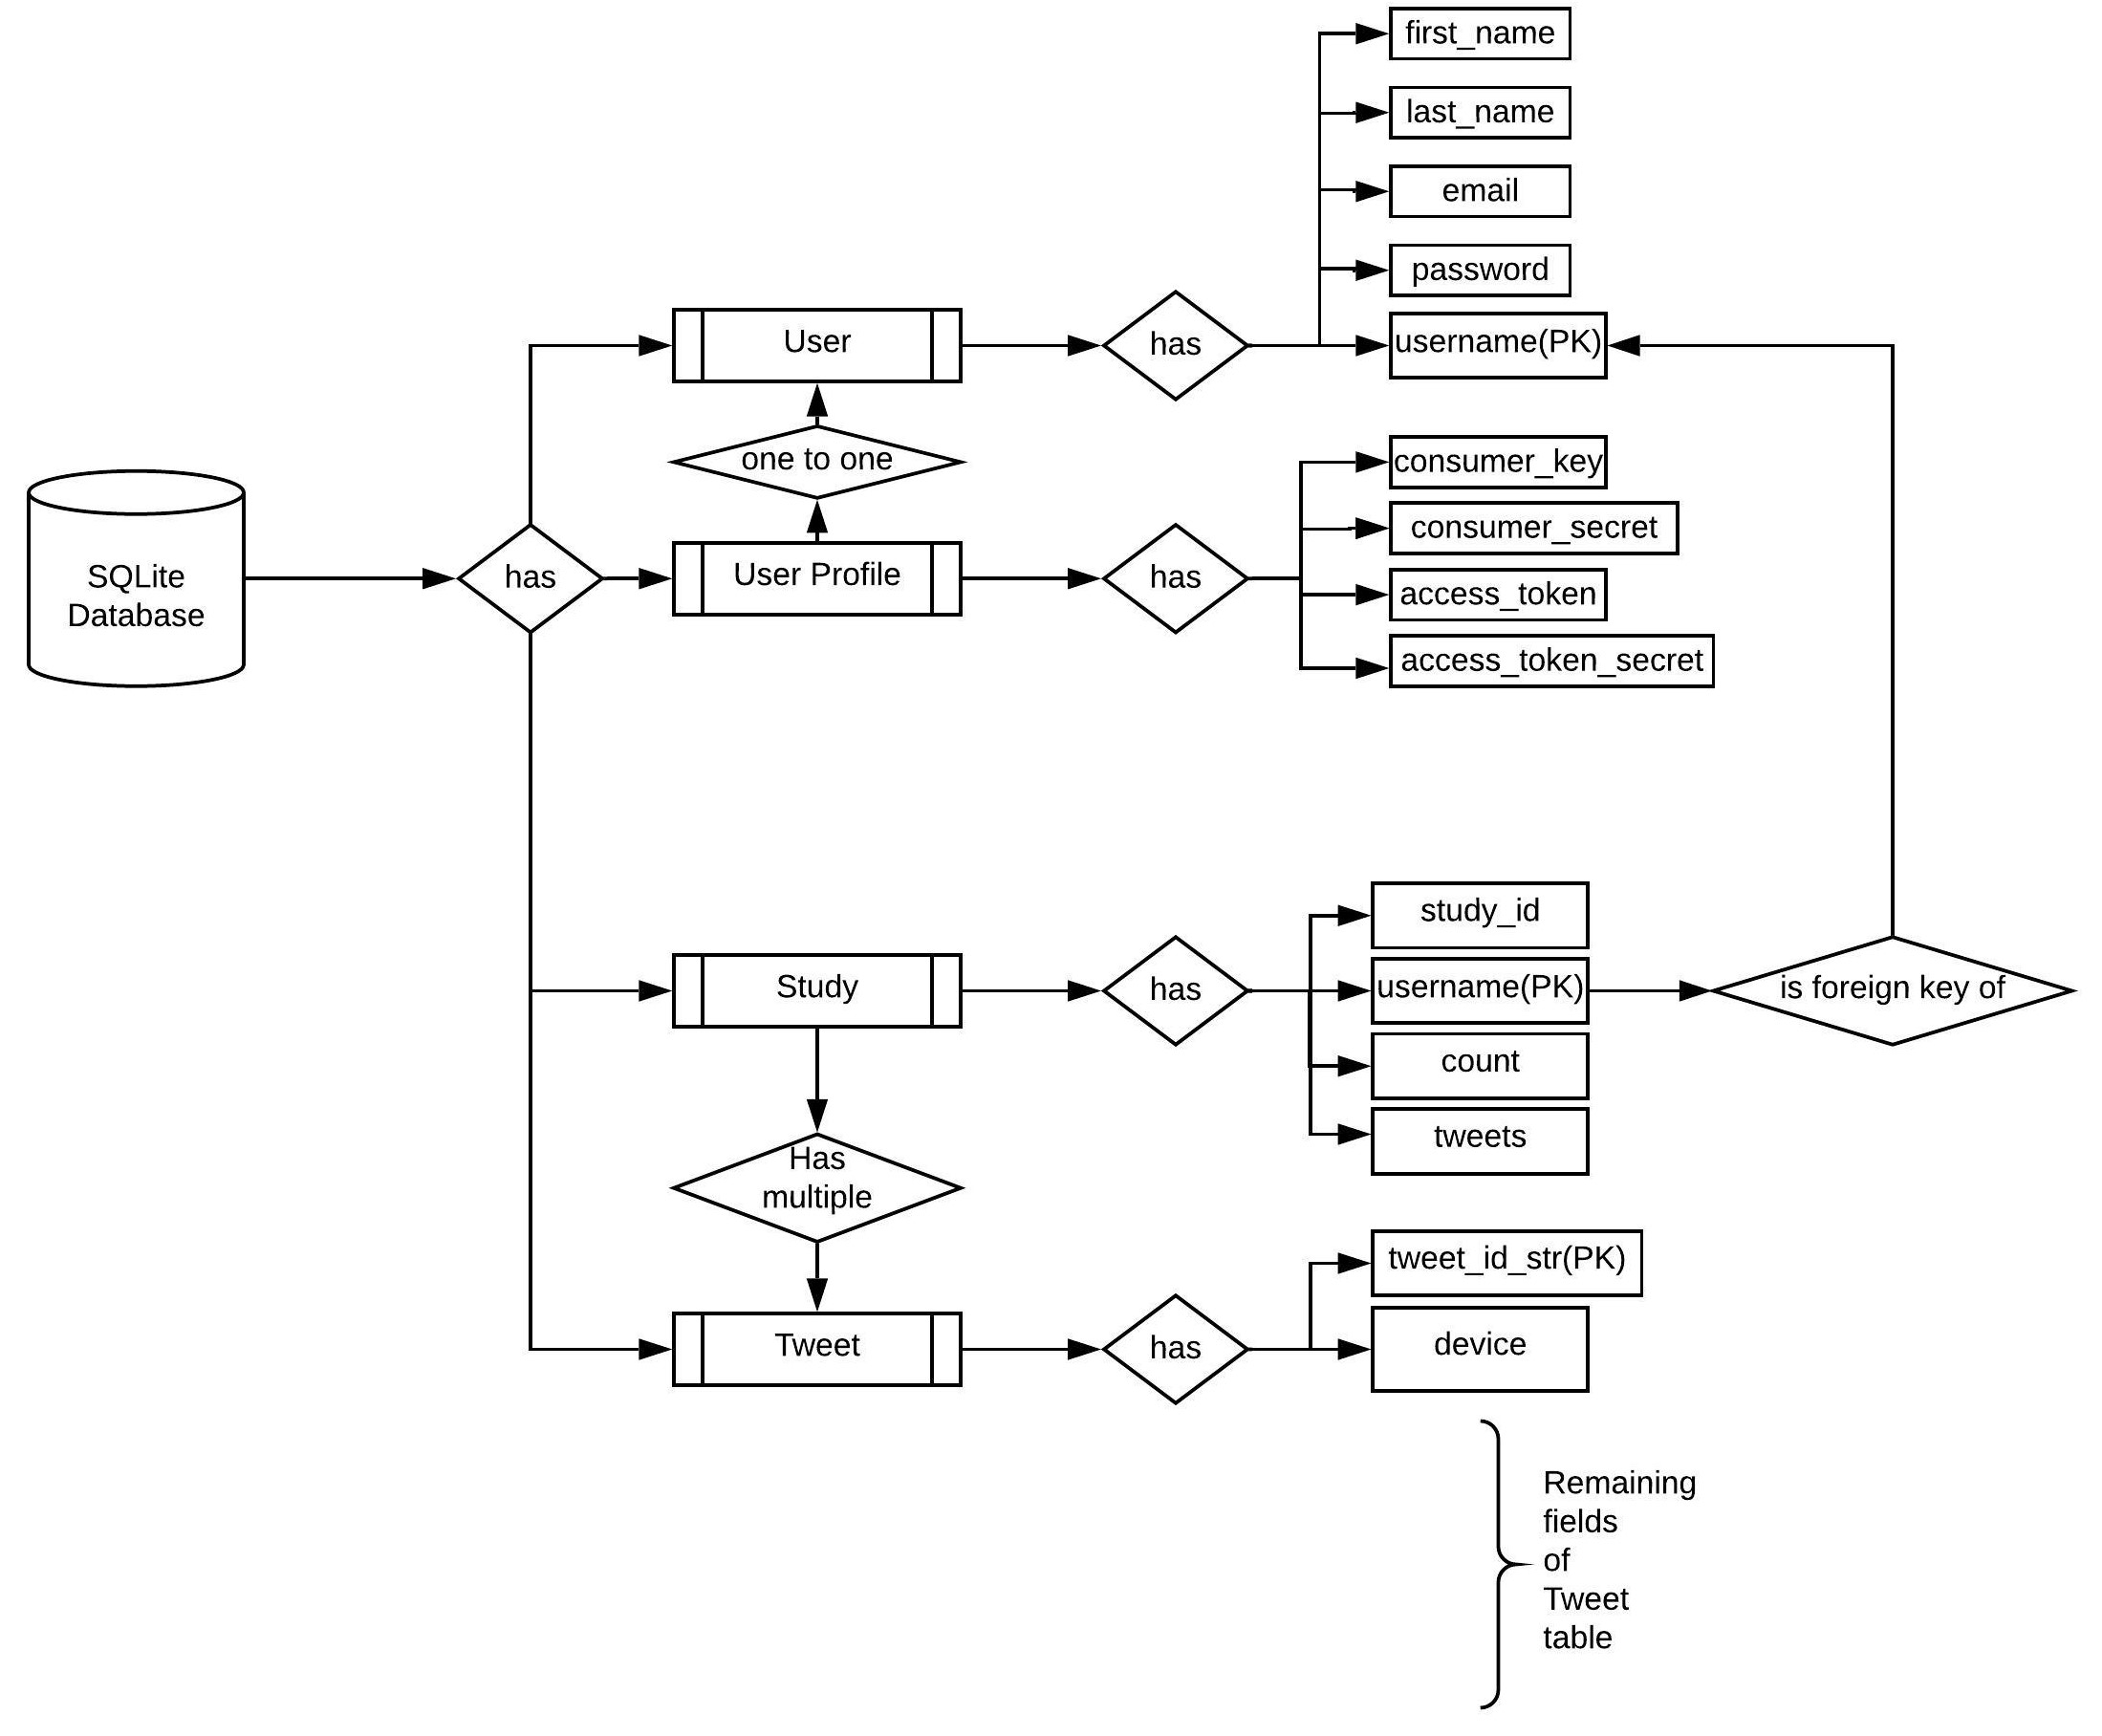 first_name
last_name
email
password
User
has
username(PK)
one to one
consumer_key
consumer_secret
SQLite
Database
has
User Profile
has
access_token
access_token_secret
study_id
Study
has
username(PK)
is foreign key of
count
tweets
Has
multiple
tweet_id_str(PK)
Tweet
has
device
Remaining
fields
of
Tweet
table